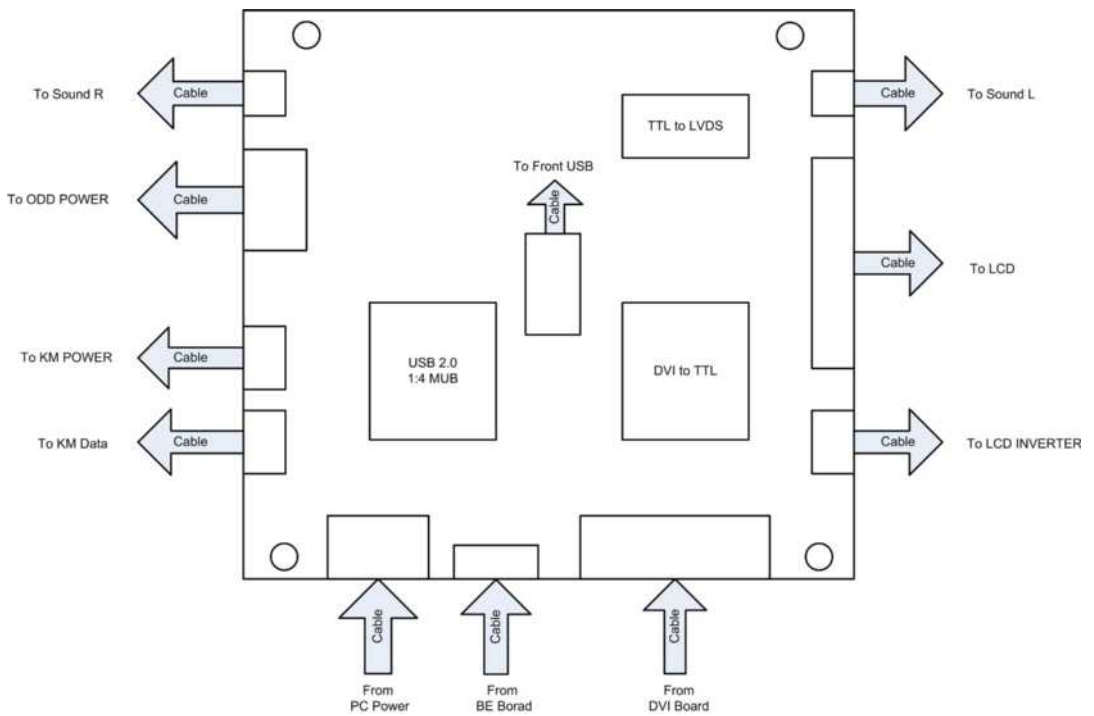 To Sound R
Cable
Cable
To Sound L
TTL to LVDS
To Front USB
Cable
To ODD POWER
Cable
Cable
To LCD
To KM POWER
Cable
USB 2.0
1:4 MUB
DVI to TTL
To KM Data
Cable
Cable
To LCD INVERTER
Cable
Cable
Cable
From
PC Power
From
BE Borad
From
DVI Board